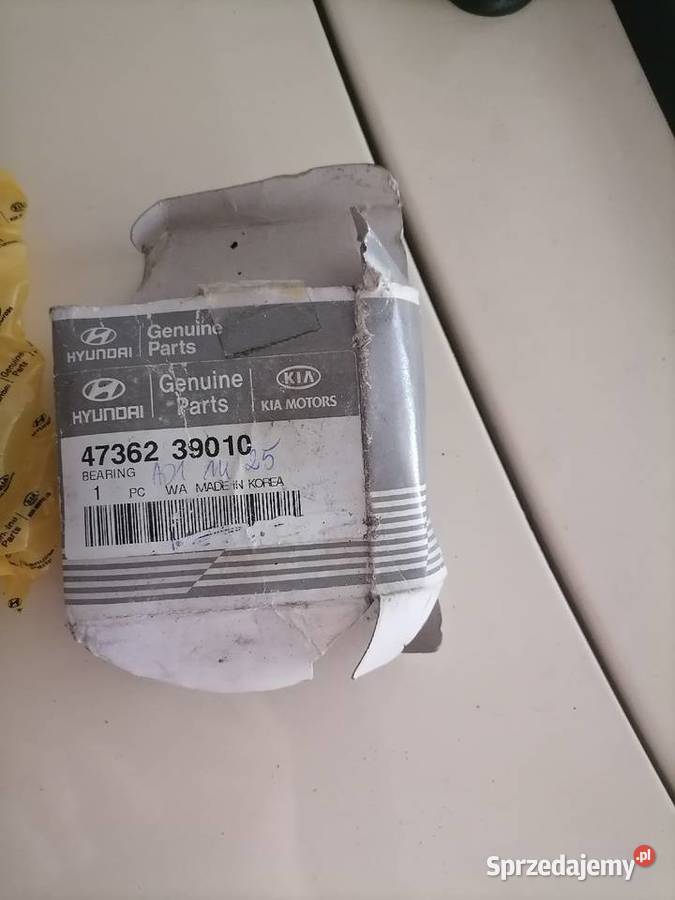 HYUNDAI
Genuine
Parts
HYUNDAI
Genuine
Parts
KIA
KIA MOTORS
47362 39010
BEARING
1 PC WA MADE IN KOREA
25
Sprzedajemy.pl